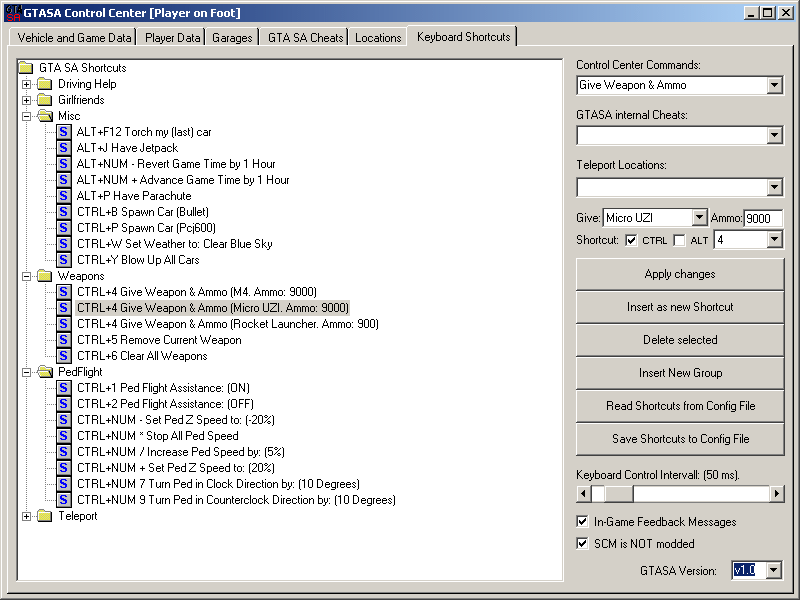 GTASA Control Center [Player on Foot]
Vehicle and Game Data Player Data Garages GTA SA Cheats Locations Keyboard Shortcuts
GTA SA Shortcuts
Driving Help
Girlfriends
Misc
S ALT+F12 Torch my (last) car
S ALT+J Have Jetpack
S ALT+NUM - Revert Game Time by 1 Hour
S ALT+NUM + Advance Game Time by 1 Hour
S ALT+P Have Parachute
S CTRL+B Spawn Car (Bullet)
S CTRL+P Spawn Car (Pcj600)
S CTRL+W Set Weather to: Clear Blue Sky
S CTRL+Y Blow Up All Cars
Weapons
S CTRL+4 Give Weapon & Ammo (M4. Ammo: 9000)
S CTRL+4 Give Weapon & Ammo (Micro UZI. Ammo: 9000)
S CTRL+4 Give Weapon & Ammo (Rocket Launcher. Ammo: 900)
S CTRL+5 Remove Current Weapon
S CTRL+6 Clear All Weapons
PedFlight
S CTRL+1 Ped Flight Assistance: (ON)
S CTRL+2 Ped Flight Assistance: (OFF)
S CTRL+NUM - Set Ped Z Speed to: (-20%)
S CTRL+NUM * Stop All Ped Speed
S CTRL+NUM / Increase Ped Speed by: (5%)
S CTRL+NUM + Set Ped Z Speed to: (20%)
S CTRL+NUM 7 Turn Ped in Clock Direction by: (10 Degrees)
S CTRL+NUM 9 Turn Ped in Counterclock Direction by: (10 Degrees)
Teleport
Control Center Commands:
Give Weapon & Ammo
GTASA internal Cheats:
Teleport Locations:
Give: Micro UZI Ammo: 9000
Shortcut: CTRL ALT 4
Apply changes
Insert as new Shortcut
Delete selected
Insert New Group
Read Shortcuts from Config File
Save Shortcuts to Config File
Keyboard Control Intervall: (50 ms).
In-Game Feedback Messages
SCM is NOT modded
GTASA Version: v1.0